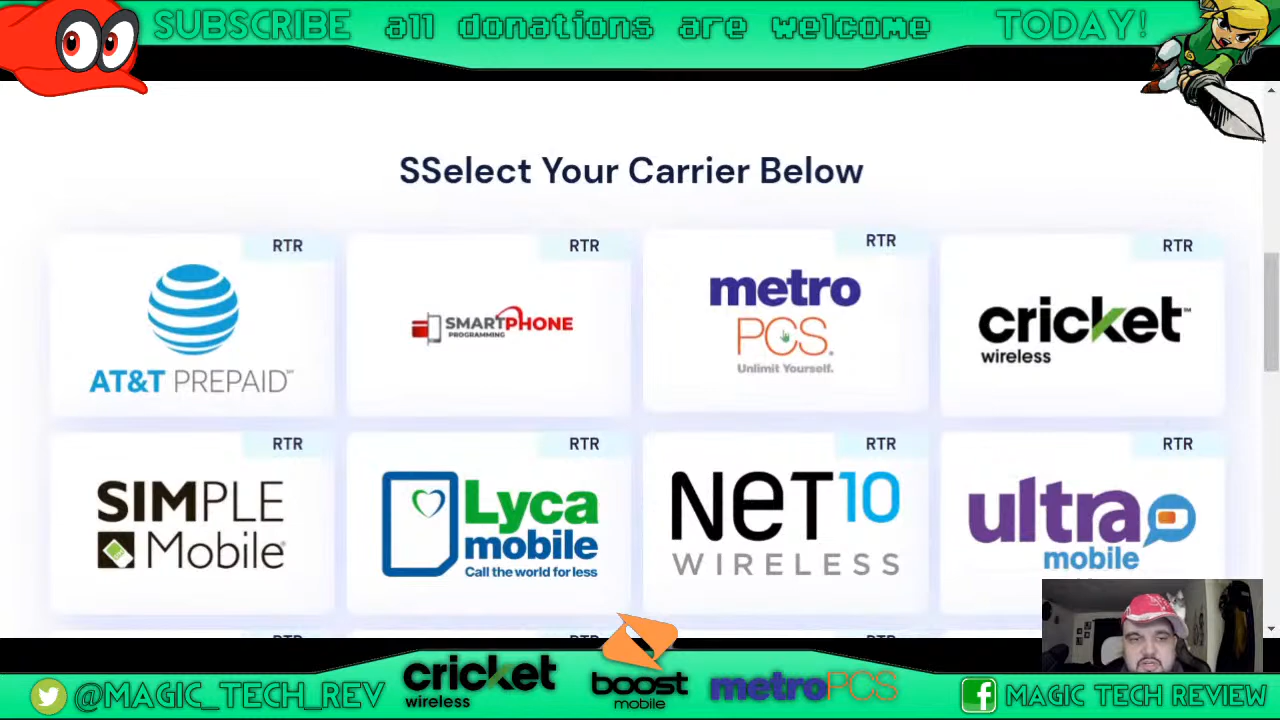 SUBSCRIBE all donations are welcome TODAY!
SSelect Your Carrier Below
RTR
RTR
RTR
RTR
AT&T PREPAID
SMARTPHONE
PROGRAMMING
metro
PCS
Unlimit Yourself.
cricket
wireless
RTR
RTR
RTR
RTR
SIMPLE
Mobile
Lyca
mobile
Call the world for less
NET10
WIRELESS
ultra
mobile
cricket
wireless
boost
mobile
metroPCS
@MAGIC_TECH_REV
MAGIC TECH REVIEW